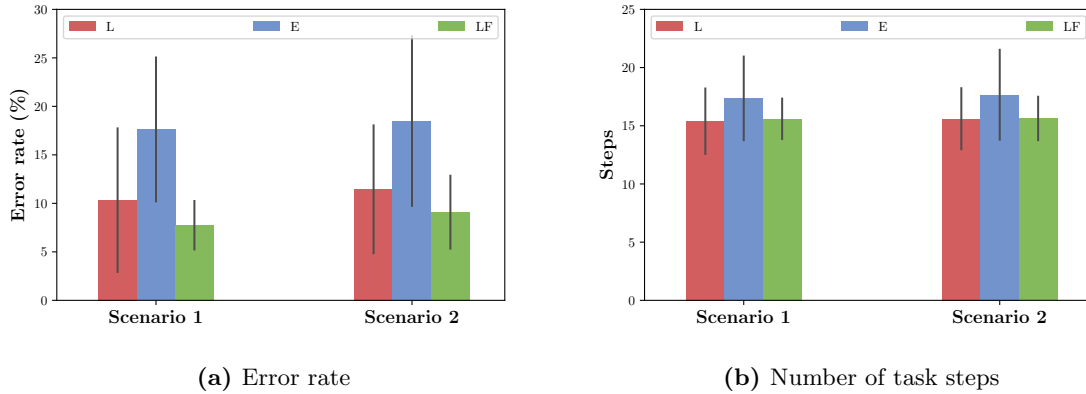 30
25
20
15
10
5
0
Error rate (%)
L E LF
Scenario 1 Scenario 2
(a) Error rate
25
20
15
10
5
0
Steps
L E LF
Scenario 1 Scenario 2
(b) Number of task steps